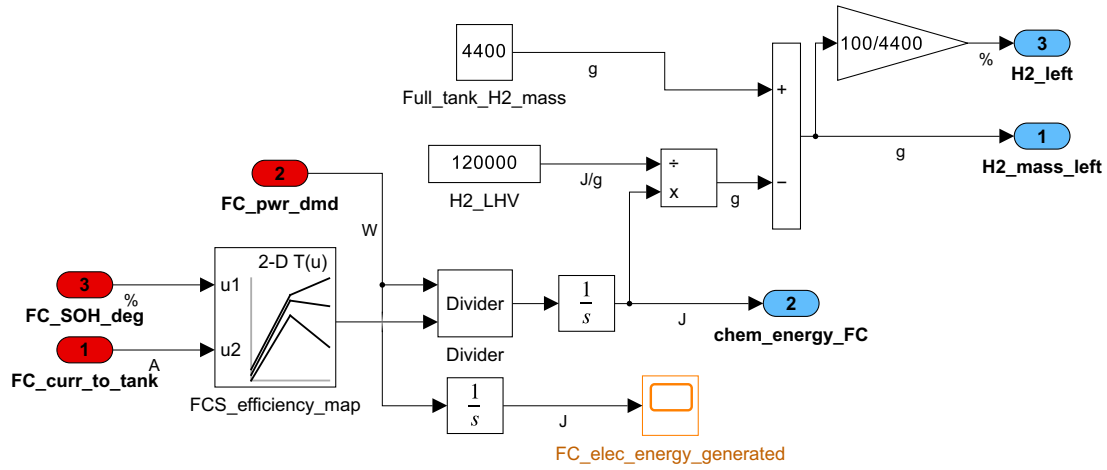 4400
g
Full_tank_H2_mass
100/4400
%
3
H2_left
+
−
1
g
H2_mass_left
120000
J/g
H2_LHV
÷
x
g
2
FC_pwr_dmd
W
3
%
FC_SOH_deg
1
A
FC_curr_to_tank
2-D T(u)
u1
u2
FCS_efficiency_map
Divider
Divider
1
s
J
2
chem_energy_FC
1
s
J
FC_elec_energy_generated